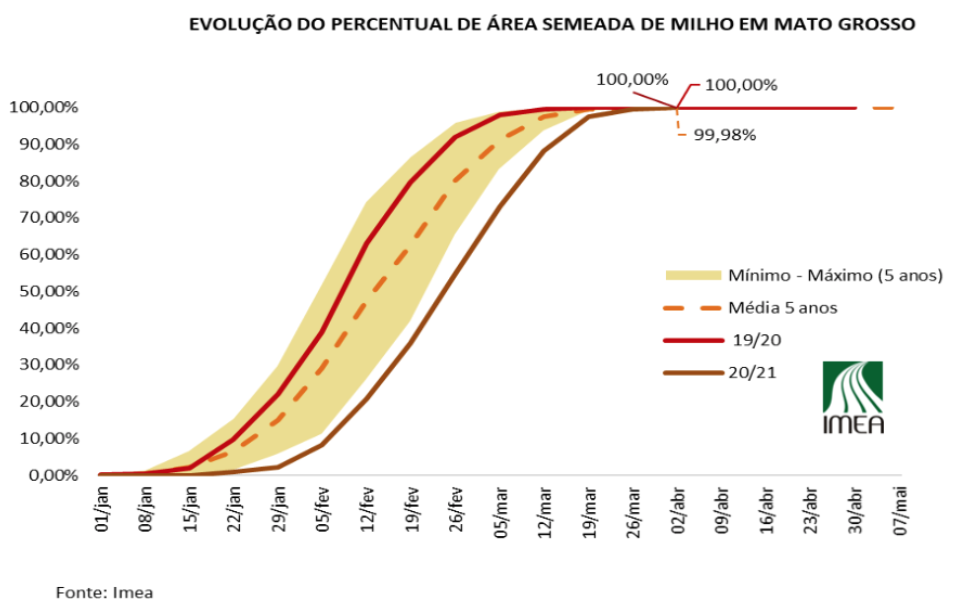 EVOLUÇÃO DO PERCENTUAL DE ÁREA SEMEADA DE MILHO EM MATO GROSSO
100,00%
100,00%
99,98%
100,00%
90,00%
80,00%
70,00%
60,00%
50,00%
40,00%
30,00%
20,00%
10,00%
0,00%
Mínimo - Máximo (5 anos)
Média 5 anos
19/20
20/21
IMEA
01/jan
08/jan
15/jan
22/jan
29/jan
05/fev
12/fev
19/fev
26/fev
05/mar
12/mar
19/mar
26/mar
02/abr
09/abr
16/abr
23/abr
30/abr
07/mai
Fonte: Imea